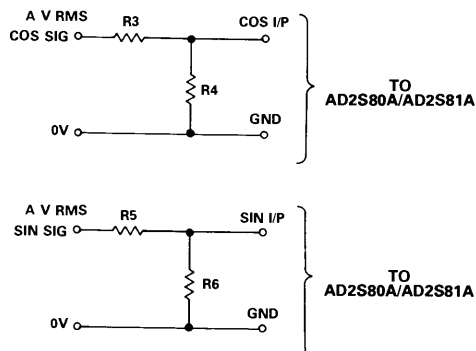 A V RMS
COS SIG
R3
COS I/P
R4
0V
GND
TO
AD2S80A/AD2S81A
A V RMS
SIN SIG
R5
SIN I/P
R6
0V
GND
TO
AD2S80A/AD2S81A